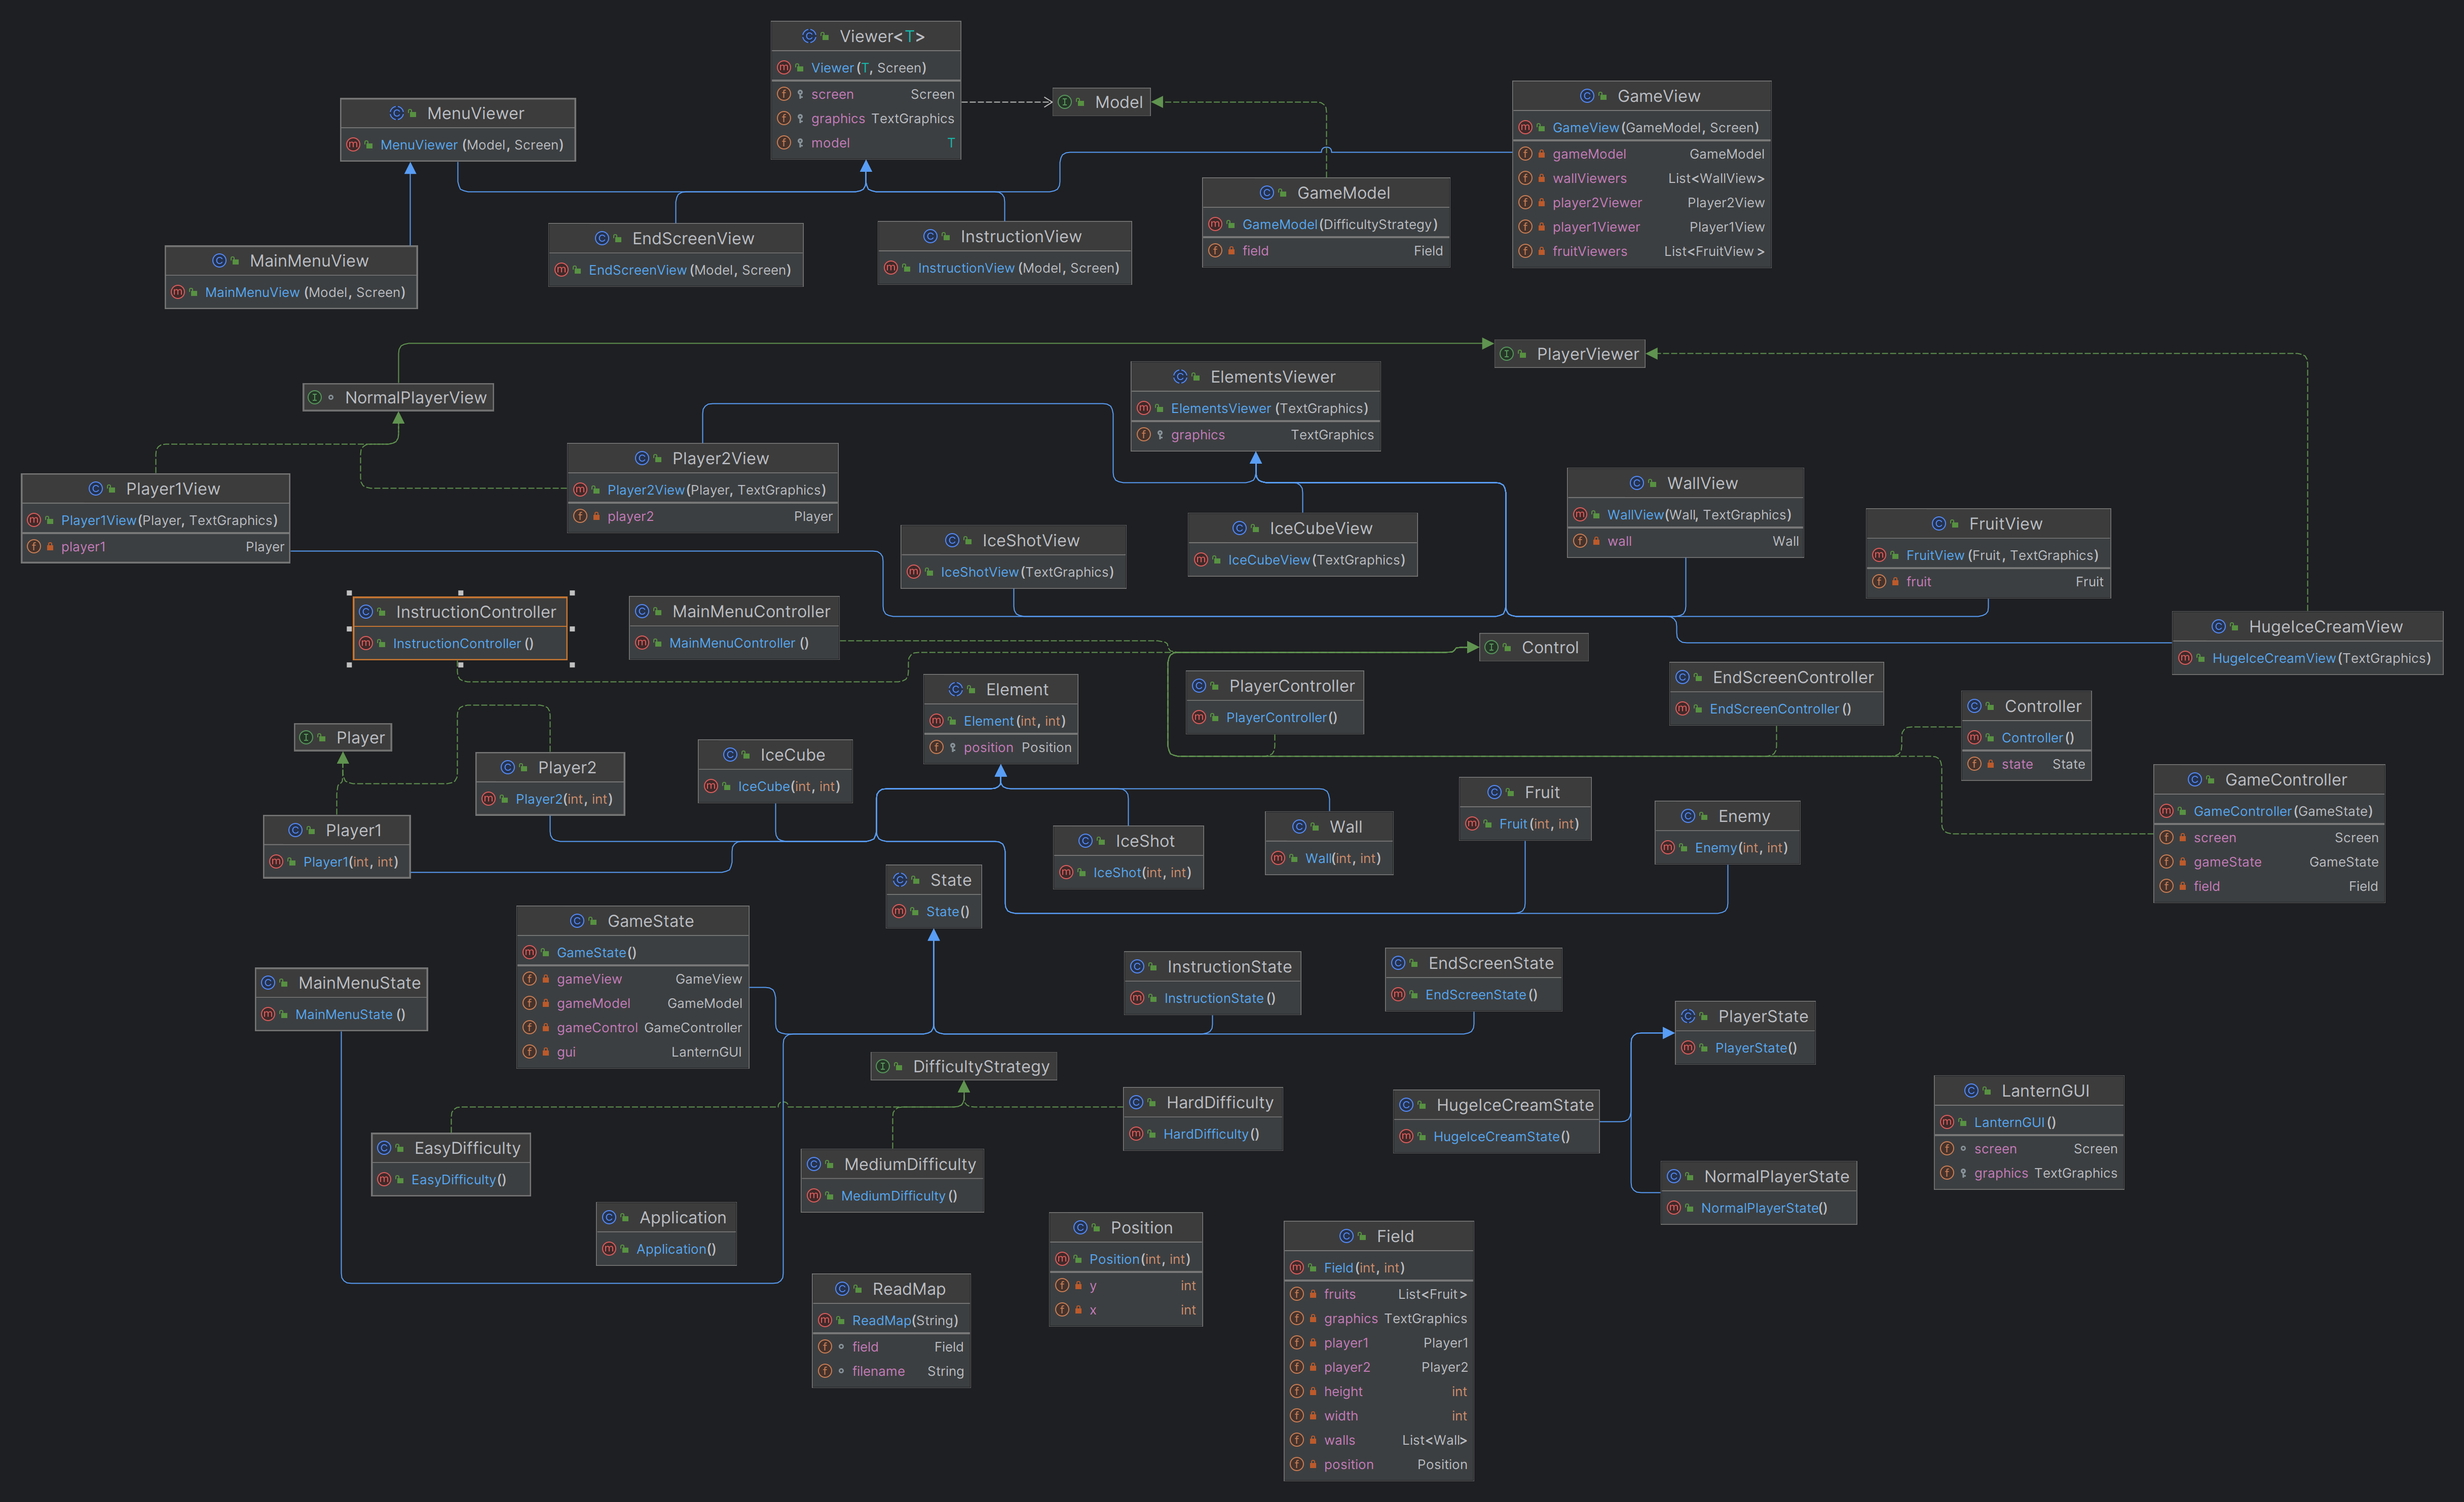 Viewer<T>
Viewer(T, Screen)
screen Screen
graphics TextGraphics
model T
Model
MenuViewer
MenuViewer (Model, Screen)
GameView
GameView(GameModel, Screen)
gameModel GameModel
wallViewers List<WallView>
player2Viewer Player2View
player1Viewer Player1View
fruitViewers List<FruitView >
GameModel
GameModel(DifficultyStrategy)
field Field
MainMenuView
MainMenuView (Model, Screen)
EndScreenView
EndScreenView (Model, Screen)
InstructionView
InstructionView (Model, Screen)
PlayerViewer
NormalPlayerView
ElementsViewer
ElementsViewer (TextGraphics)
graphics TextGraphics
Player1View
Player1View(Player, TextGraphics)
player1 Player
Player2View
Player2View(Player, TextGraphics)
player2 Player
IceShotView
IceShotView(TextGraphics)
IceCubeView
IceCubeView(TextGraphics)
WallView
WallView(Wall, TextGraphics)
wall Wall
FruitView
FruitView (Fruit, TextGraphics)
fruit Fruit
HugeIceCreamView
HugeIceCreamView(TextGraphics)
InstructionController
InstructionController ()
MainMenuController
MainMenuController ()
Control
Element
Element(int, int)
position Position
PlayerController
PlayerController()
EndScreenController
EndScreenController ()
Controller
Controller()
state State
GameController
GameController(GameState)
screen Screen
gameState GameState
field Field
Player
Player2
Player2(int, int)
Player1
Player1(int, int)
IceCube
IceCube(int, int)
IceShot
IceShot(int, int)
Wall
Wall(int, int)
Fruit
Fruit(int, int)
Enemy
Enemy(int, int)
State
State()
GameState
GameState()
gameView GameView
gameModel GameModel
gameControl GameController
gui LanternGUI
MainMenuState
MainMenuState ()
InstructionState
InstructionState ()
EndScreenState
EndScreenState ()
PlayerState
PlayerState()
DifficultyStrategy
HardDifficulty
HardDifficulty()
HugeIceCreamState
HugeIceCreamState()
LanternGUI
LanternGUI ()
screen Screen
graphics TextGraphics
EasyDifficulty
EasyDifficulty()
MediumDifficulty
MediumDifficulty ()
NormalPlayerState
NormalPlayerState()
Application
Application()
Position
Position(int, int)
y int
x int
ReadMap
ReadMap(String)
field Field
filename String
Field
Field(int, int)
fruits List<Fruit>
graphics TextGraphics
player1 Player1
player2 Player2
height int
width int
walls List<Wall>
position Position